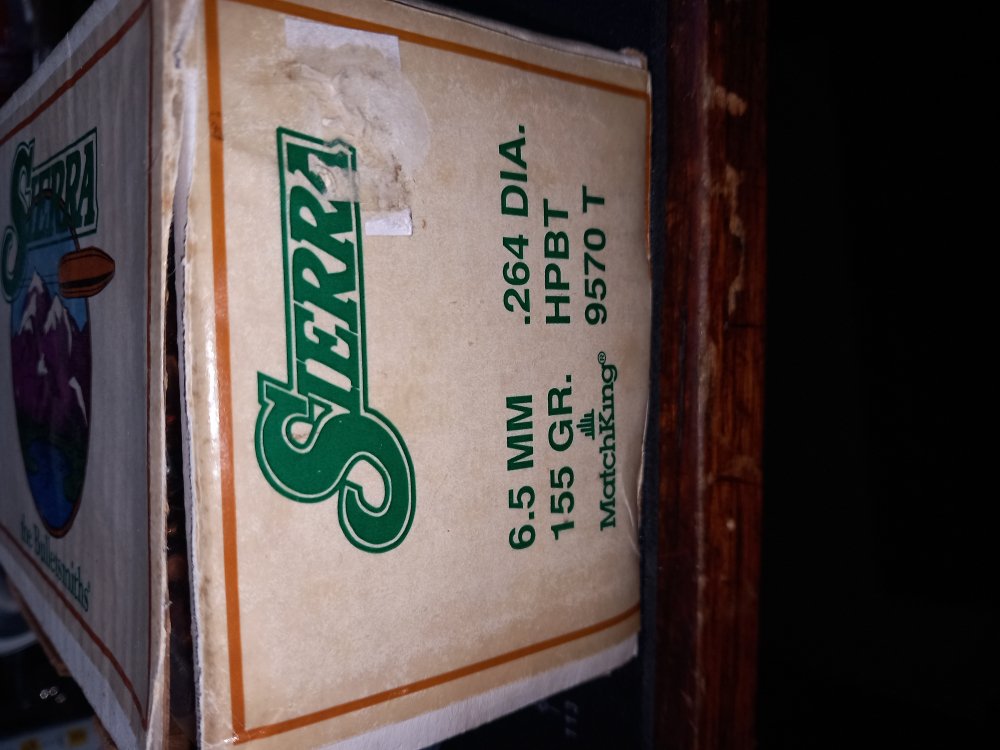 SIERRA
6.5 MM .264 DIA.
155 GR. HPBT
MatchKing® 9570 T
SIERRA
the Bulletsmiths®